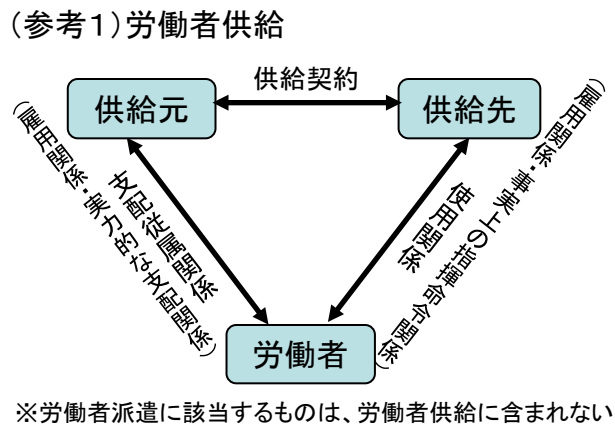 （参考１）労働者供給
供給契約
供給元
供給先
支配従属関係
（雇用関係・実力的な支配関係）
使用関係
（雇用関係・事実上の指揮命令関係）
労働者
※労働者派遣に該当するものは、労働者供給に含まれない